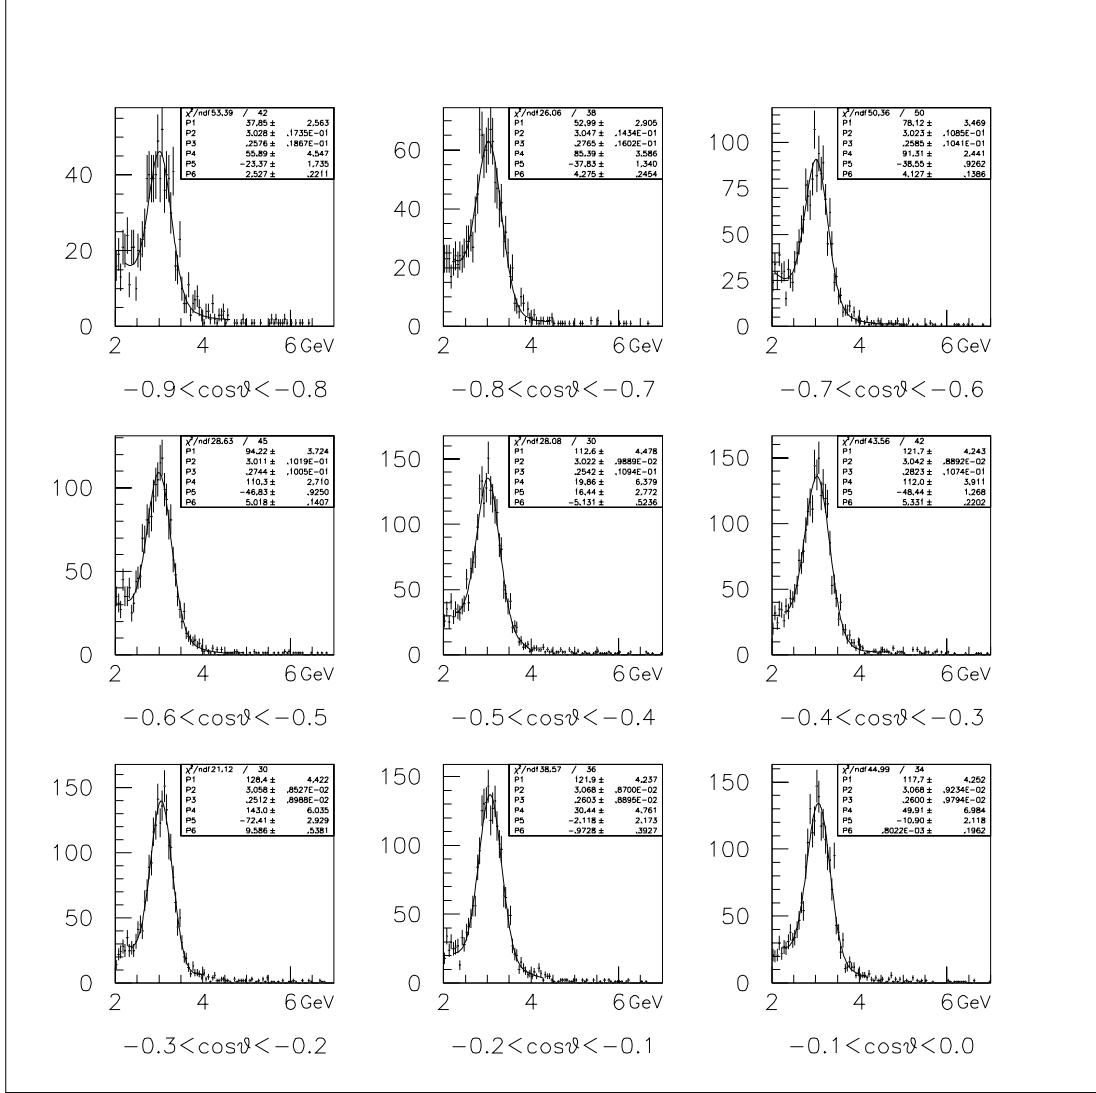 χ²/ndf 53.39 / 42
P1 37.85 ± 2.563
P2 3.028 ± .1735E-01
P3 .2576 ± .1867E-01
P4 55.89 ± 4.547
P5 -23.37 ± 1.735
P6 2.527 ± .2211
40
20
0
2 4 6 GeV
-0.9<cosϑ<-0.8
χ²/ndf 26.06 / 38
P1 52.99 ± 2.905
P2 3.047 ± .1434E-01
P3 .2765 ± .1602E-01
P4 85.39 ± 3.586
P5 -37.83 ± 1.340
P6 4.275 ± .2454
60
40
20
0
2 4 6 GeV
-0.8<cosϑ<-0.7
χ²/ndf 50.36 / 50
P1 78.12 ± 3.469
P2 3.023 ± .1085E-01
P3 .2585 ± .1041E-01
P4 91.31 ± 2.441
P5 -38.55 ± .9262
P6 4.127 ± .1386
100
75
50
25
0
2 4 6 GeV
-0.7<cosϑ<-0.6
χ²/ndf 28.63 / 45
P1 94.22 ± 3.724
P2 3.011 ± .1019E-01
P3 .2744 ± .1005E-01
P4 110.3 ± 2.710
P5 -46.83 ± .9250
P6 5.018 ± .1407
100
50
0
2 4 6 GeV
-0.6<cosϑ<-0.5
χ²/ndf 28.08 / 30
P1 112.6 ± 4.478
P2 3.022 ± .9889E-02
P3 .2542 ± .1094E-01
P4 19.86 ± 6.379
P5 16.44 ± 2.772
P6 -5.131 ± .5236
150
100
50
0
2 4 6 GeV
-0.5<cosϑ<-0.4
χ²/ndf 43.56 / 42
P1 121.7 ± 4.243
P2 3.042 ± .8892E-02
P3 .2823 ± .1074E-01
P4 112.0 ± 3.911
P5 -48.44 ± 1.268
P6 5.331 ± .2202
150
100
50
0
2 4 6 GeV
-0.4<cosϑ<-0.3
χ²/ndf 21.12 / 30
P1 128.4 ± 4.422
P2 3.058 ± .8527E-02
P3 .2512 ± .8988E-02
P4 143.0 ± 6.035
P5 -72.41 ± 2.929
P6 9.586 ± .5381
150
100
50
0
2 4 6 GeV
-0.3<cosϑ<-0.2
χ²/ndf 38.57 / 36
P1 121.9 ± 4.237
P2 3.068 ± .8700E-02
P3 .2603 ± .8895E-02
P4 30.44 ± 4.761
P5 -2.118 ± 2.173
P6 -.9728 ± .3927
150
100
50
0
2 4 6 GeV
-0.2<cosϑ<-0.1
χ²/ndf 44.99 / 34
P1 117.7 ± 4.252
P2 3.068 ± .9234E-02
P3 .2600 ± .9794E-02
P4 49.91 ± 6.984
P5 -10.90 ± 2.118
P6 .8022E-03 ± .1962
150
100
50
0
2 4 6 GeV
-0.1<cosϑ<0.0